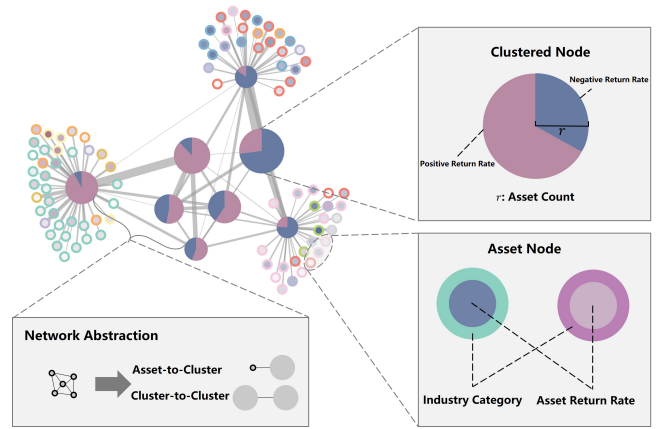 Clustered Node
Negative Return Rate
r
Positive Return Rate
r: Asset Count
Asset Node
Industry Category
Asset Return Rate
Network Abstraction
Asset-to-Cluster
Cluster-to-Cluster